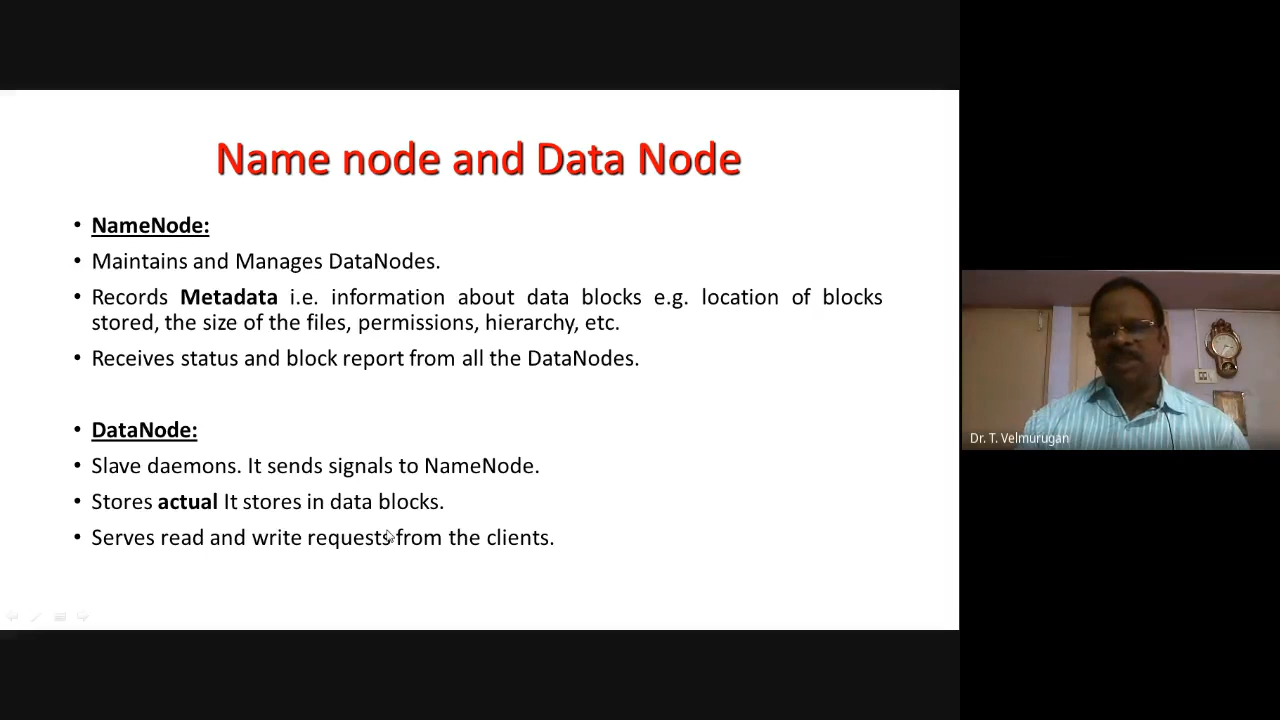 Name node and Data Node
• NameNode:
• Maintains and Manages DataNodes.
• Records Metadata i.e. information about data blocks e.g. location of blocks
stored, the size of the files, permissions, hierarchy, etc.
• Receives status and block report from all the DataNodes.
• DataNode:
• Slave daemons. It sends signals to NameNode.
• Stores actual It stores in data blocks.
• Serves read and write requests from the clients.
Dr. T. Velmurugan